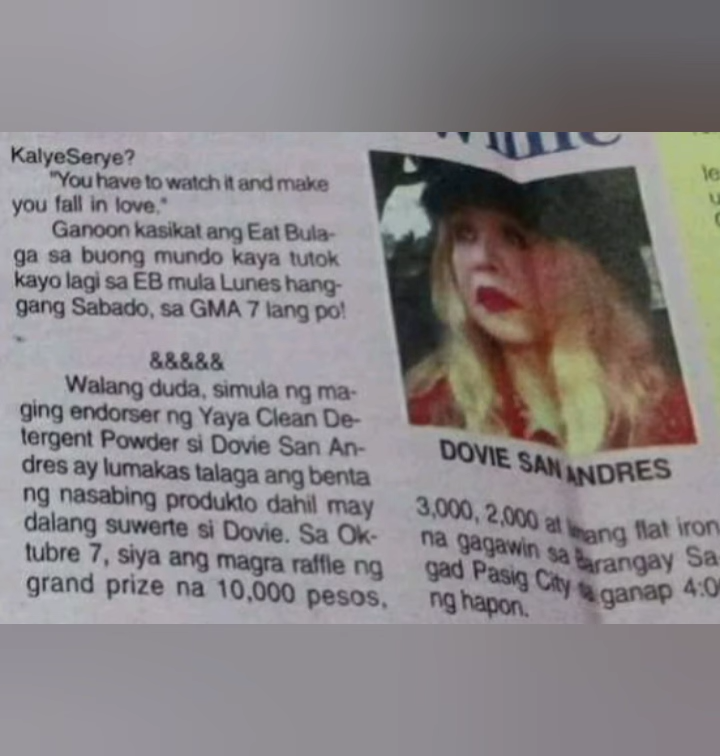 KalyeSerye?
"You have to watch it and make
you fall in love."
Ganoon kasikat ang Eat Bula-
ga sa buong mundo kaya tutok
kayo lagi sa EB mula Lunes hang-
gang Sabado, sa GMA 7 lang po!
&&&&&
Walang duda, simula ng ma-
ging endorser ng Yaya Clean De-
tergent Powder si Dovie San An-
dres ay lumakas talaga ang benta
ng nasabing produkto dahil may
dalang suwerte si Dovie. Sa Ok-
tubre 7, siya ang magra raffle ng
grand prize na 10,000 pesos,
DOVIE SAN ANDRES
3,000, 2,000 at limang flat iron
na gagawin sa Barangay Sa
gad Pasig City sa ganap 4:0
ng hapon.